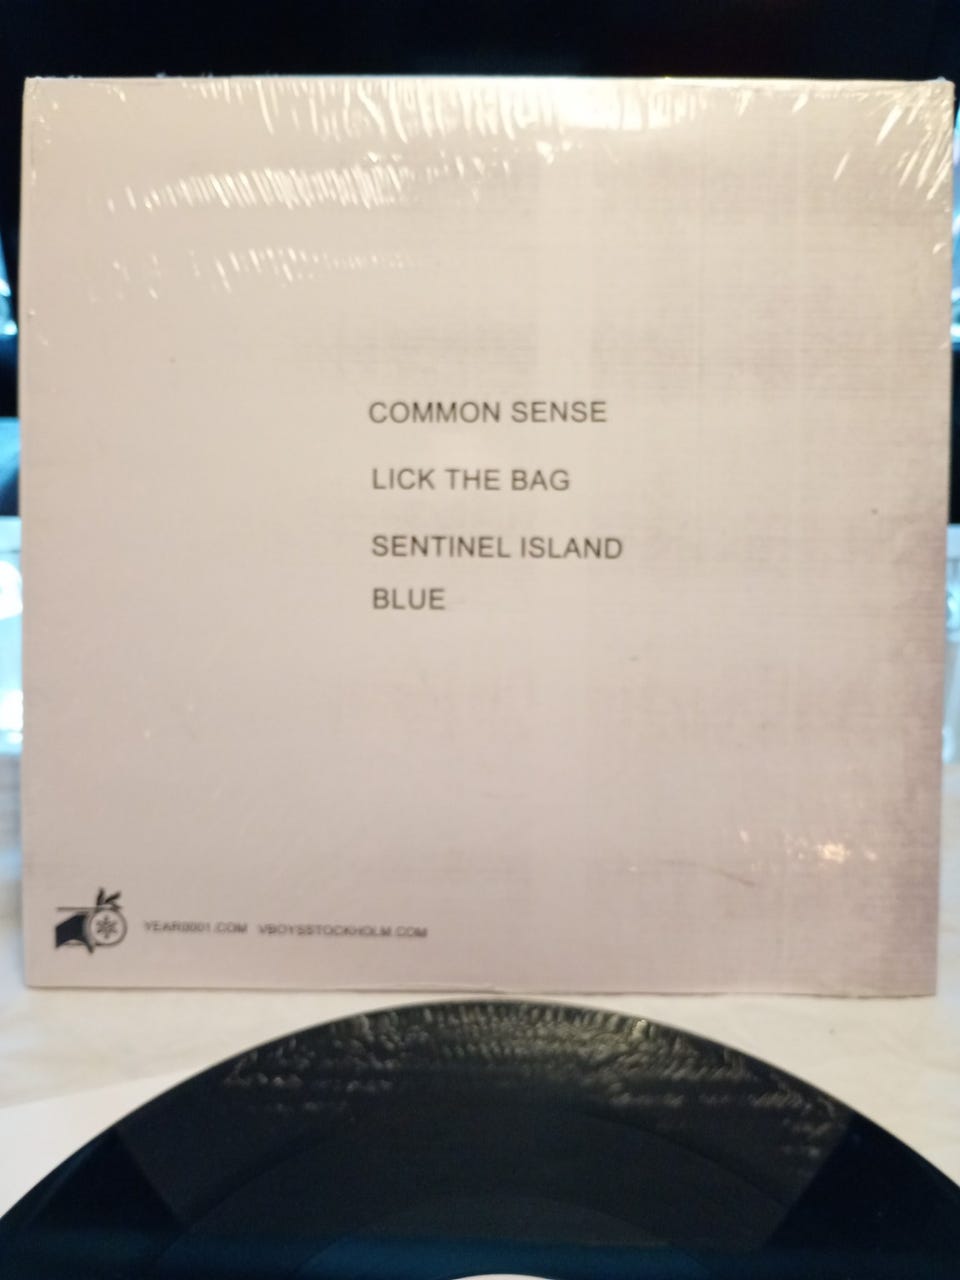 COMMON SENSE
LICK THE BAG
SENTINEL ISLAND
BLUE
YEAR0001.COM VBOYSSTOCKHOLM.COM